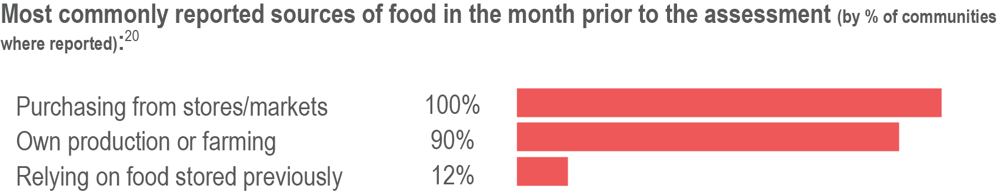 Most commonly reported sources of food in the month prior to the assessment (by % of communities
where reported):20
Purchasing from stores/markets 100%
Own production or farming 90%
Relying on food stored previously 12%